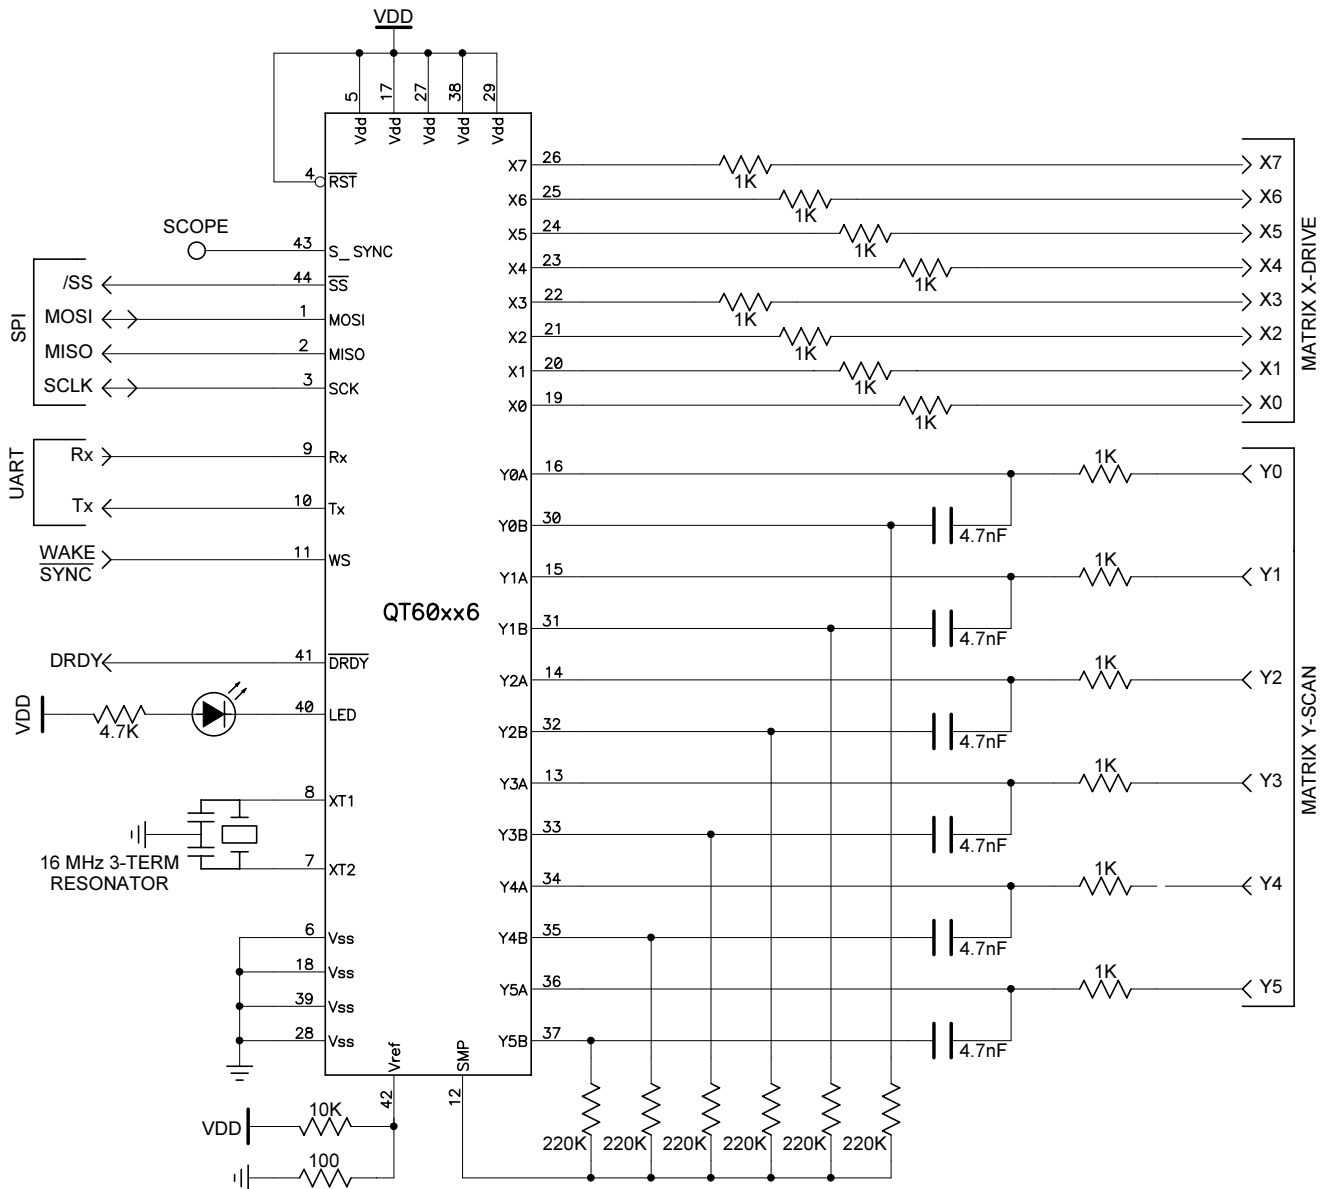 VDD
5
17
27
38
29
Vdd
Vdd
Vdd
Vdd
Vdd
4
RST
SCOPE
43
S_SYNC
SPI
/SS
44
SS
MOSI
1
MOSI
MISO
2
MISO
SCLK
3
SCK
UART
Rx
9
Rx
Tx
10
Tx
WAKE
SYNC
11
WS
QT60xx6
DRDY
41
DRDY
VDD
4.7K
40
LED
8
XT1
16 MHz 3-TERM
RESONATOR
7
XT2
6
Vss
18
Vss
39
Vss
28
Vss
Vref
42
SMP
12
VDD
10K
100
X7
26
1K
X7
X6
25
1K
X6
X5
24
1K
X5
X4
23
1K
X4
X3
22
1K
X3
X2
21
1K
X2
X1
20
1K
X1
X0
19
1K
X0
MATRIX X-DRIVE
Y0A
16
1K
Y0
Y0B
30
4.7nF
Y1A
15
1K
Y1
Y1B
31
4.7nF
Y2A
14
1K
Y2
Y2B
32
4.7nF
Y3A
13
1K
Y3
Y3B
33
4.7nF
Y4A
34
1K
Y4
Y4B
35
4.7nF
Y5A
36
1K
Y5
Y5B
37
4.7nF
MATRIX Y-SCAN
220K
220K
220K
220K
220K
220K